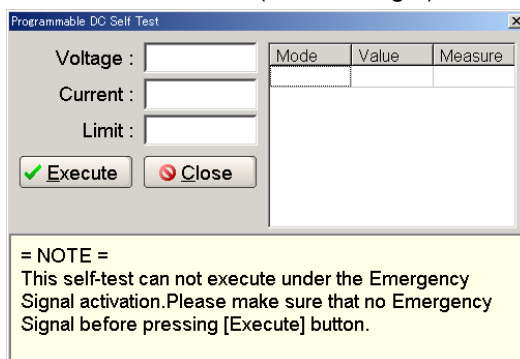 Programmable DC Self Test
Voltage :
Current :
Limit :
Execute
Close
Mode Value Measure
= NOTE =
This self-test can not execute under the Emergency
Signal activation.Please make sure that no Emergency
Signal before pressing [Execute] button.